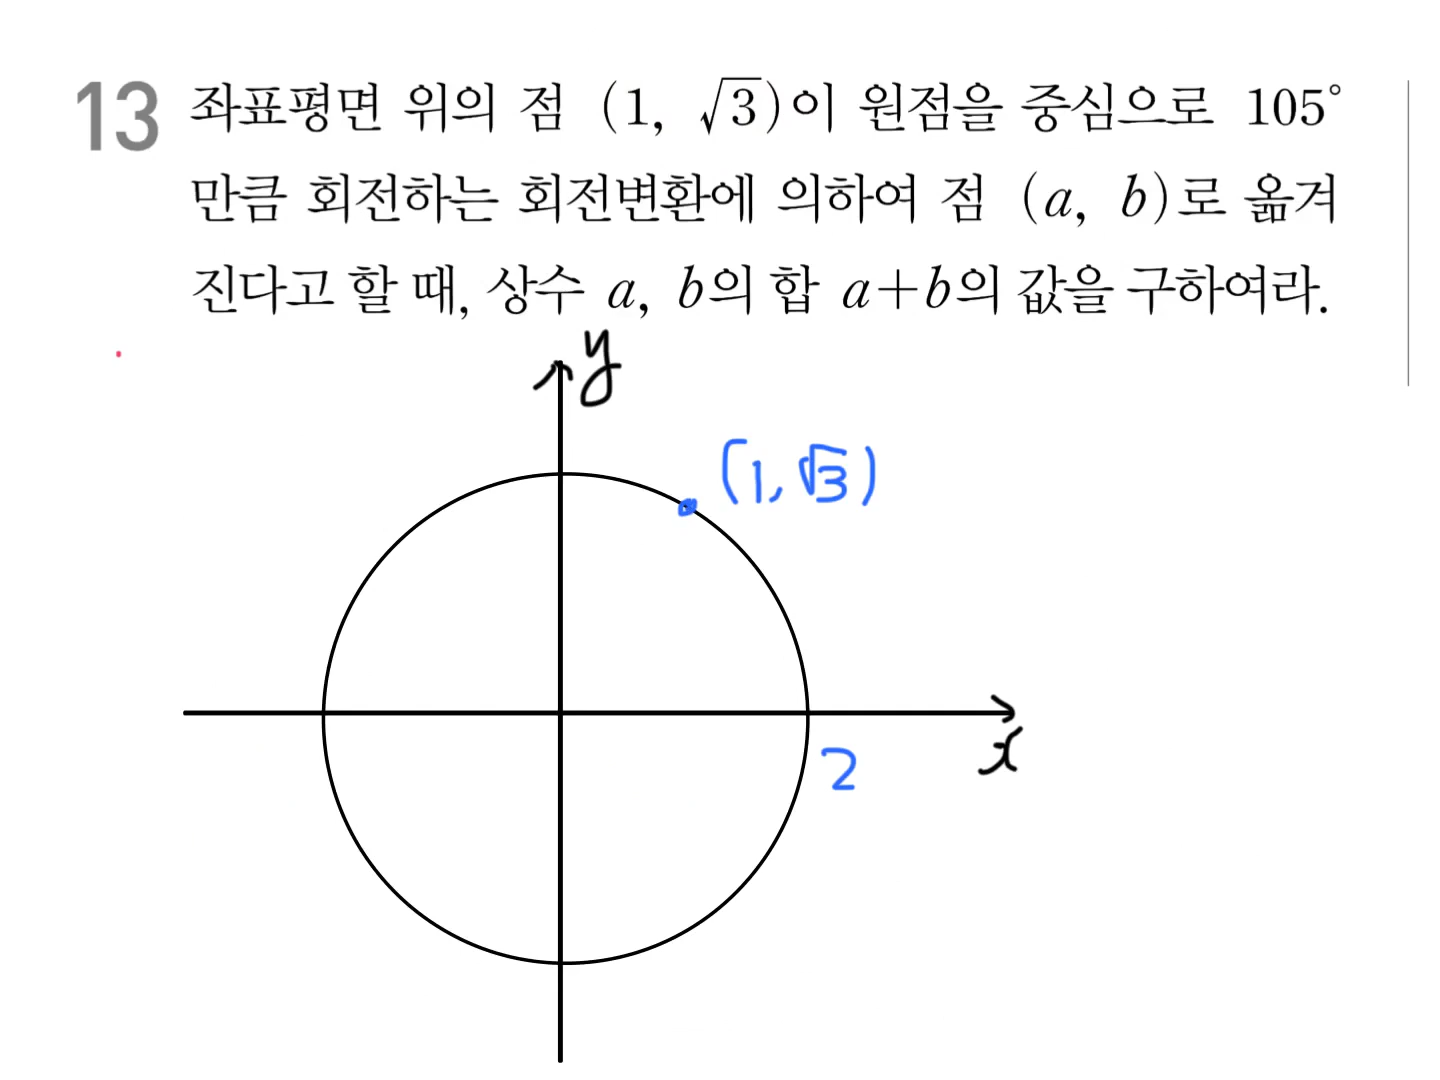 13 좌표평면 위의 점 (1, √3)이 원점을 중심으로 105°
만큼 회전하는 회전변환에 의하여 점 (a, b)로 옮겨
진다고 할 때, 상수 a, b의 합 a+b의 값을 구하여라.
y
(1, √3)
2
x